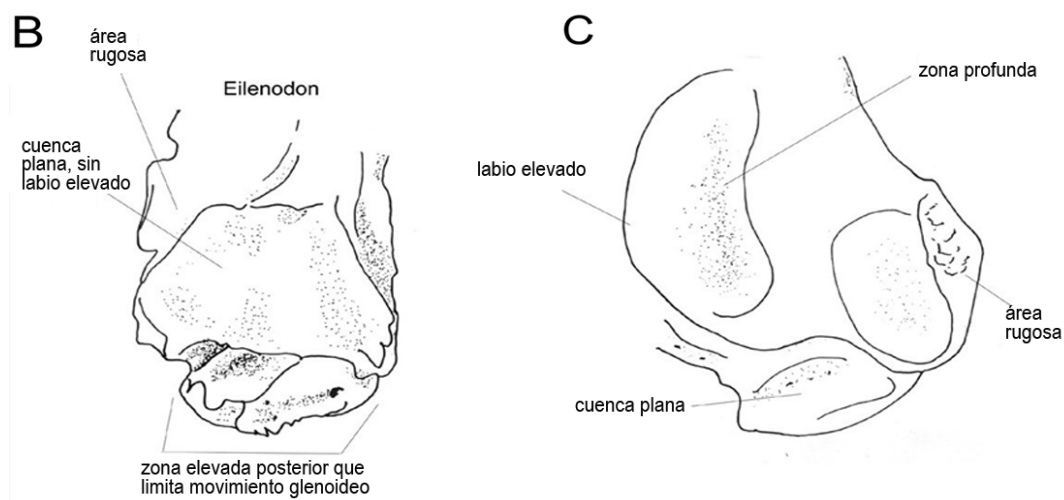 B
área
rugosa
Eilenodon
cuenca
plana, sin
labio elevado
zona elevada posterior que
limita movimiento glenoideo
C
zona profunda
labio elevado
área
rugosa
cuenca plana